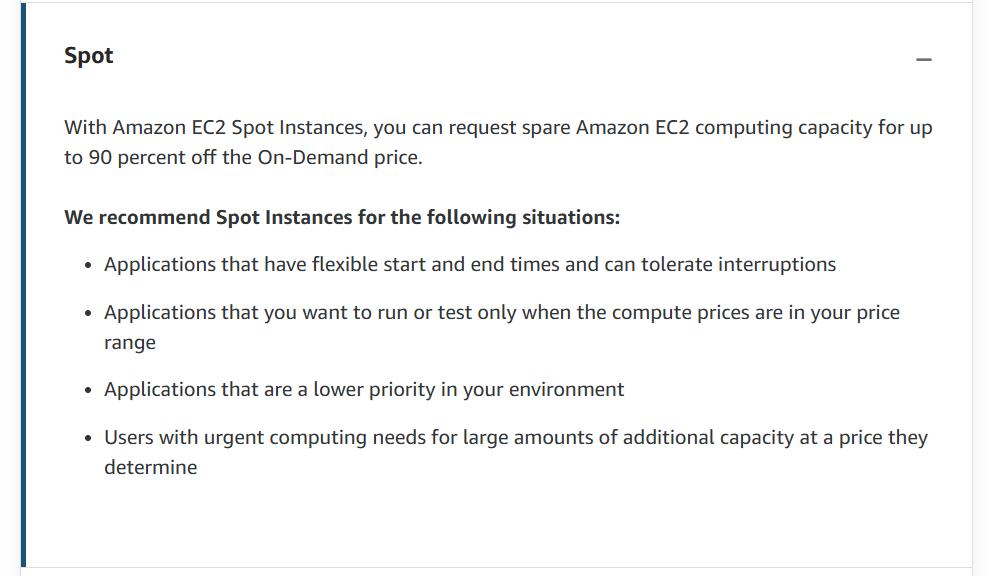 Spot
With Amazon EC2 Spot Instances, you can request spare Amazon EC2 computing capacity for up
to 90 percent off the On-Demand price.
We recommend Spot Instances for the following situations:
• Applications that have flexible start and end times and can tolerate interruptions
• Applications that you want to run or test only when the compute prices are in your price
range
• Applications that are a lower priority in your environment
• Users with urgent computing needs for large amounts of additional capacity at a price they
determine